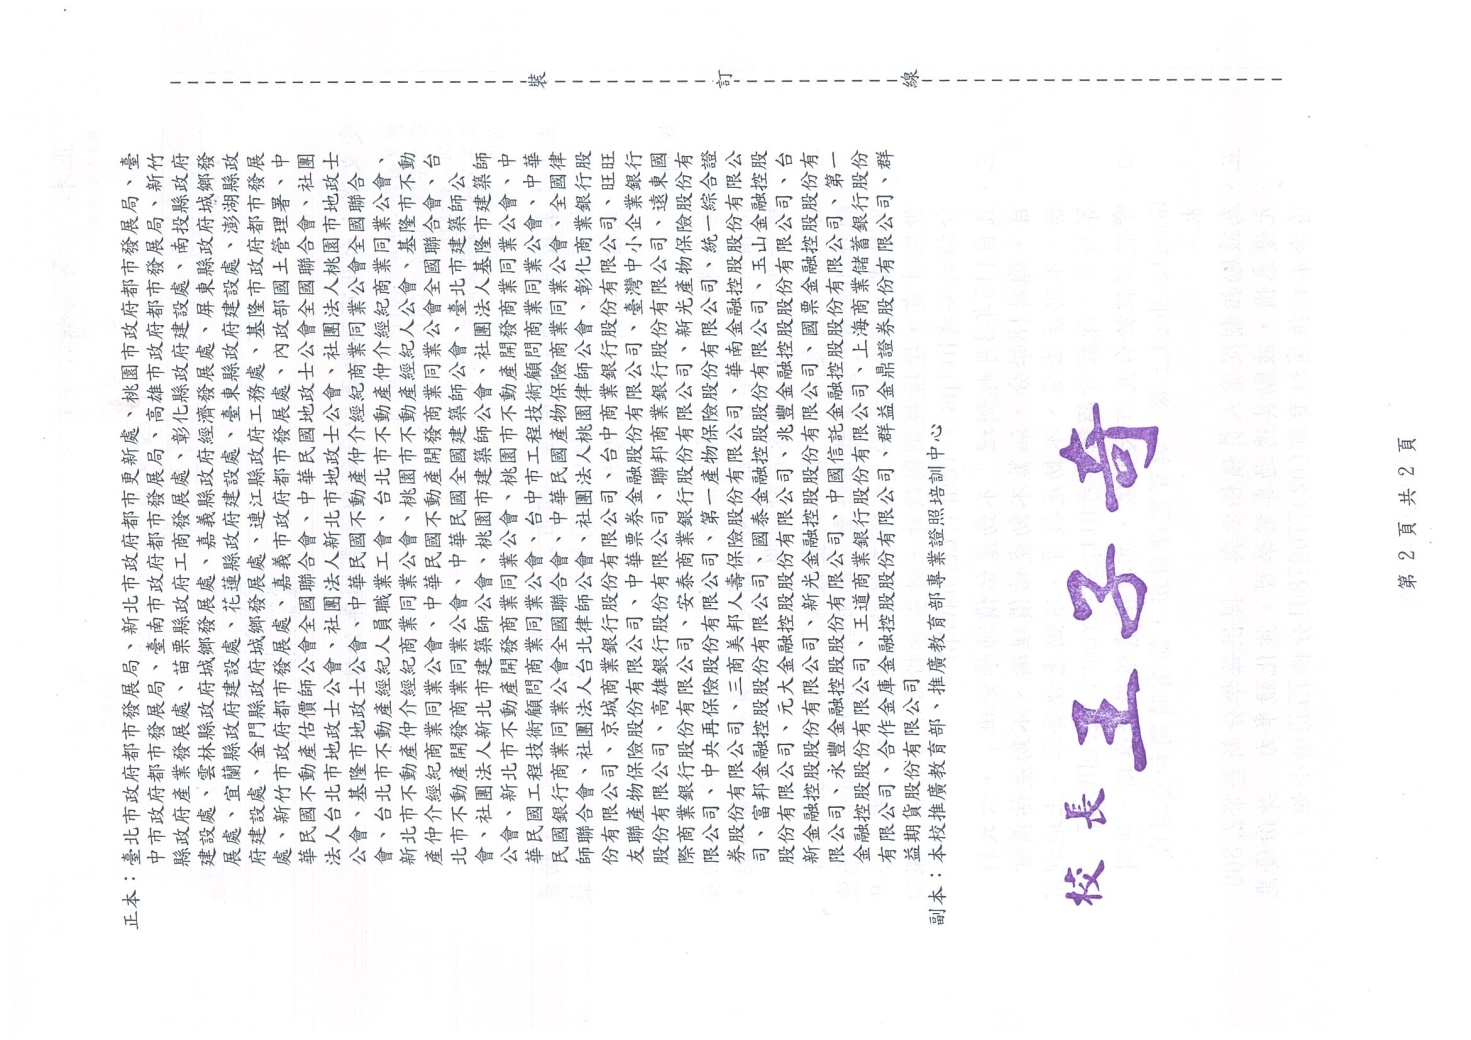 裝
訂
線
正本：臺北市政府都市發展局、新北市政府都市更新處、桃園市政府都市發展局、臺
中市政府都市發展局、臺南市政府都市發展局、高雄市政府都市發展局、新竹
縣政府產業發展處、苗栗縣政府工商發展處、彰化縣政府建設處、南投縣政府
建設處、雲林縣政府城鄉發展處、嘉義縣政府經濟發展處、屏東縣政府城鄉發
展處、宜蘭縣政府建設處、花蓮縣政府建設處、臺東縣政府建設處、澎湖縣政
府建設處、金門縣政府城鄉發展處、連江縣政府工務處、基隆市政府都市發展
處、新竹市政府都市發展處、嘉義市政府都市發展處、內政部國土管理署、中
華民國不動產估價師公會全國聯合會、中華民國地政士公會全國聯合會、社團
法人台北市地政士公會、社團法人新北市地政士公會、社團法人桃園市地政士
公會、基隆市地政士公會、中華民國不動產仲介經紀商業同業公會全國聯合
會、台北市不動產經紀人員職業工會、台北市不動產仲介經紀商業同業公會、
新北市不動產仲介經紀商業同業公會、桃園市不動產經紀人公會、基隆市不動
產仲介經紀商業同業公會、中華民國不動產開發商業同業公會全國聯合會、台
北市不動產開發商業同業公會、中華民國全國建築師公會、臺北市建築師公
會、社團法人新北市建築師公會、桃園市建築師公會、社團法人基隆市建築師
公會、新北市不動產開發商業同業公會、桃園市不動產開發商業同業公會、中
華民國工程技術顧問商業同業公會、台中市工程技術顧問商業同業公會、中華
民國銀行商業同業公會全國聯合會、中華民國產物保險商業同業公會、全國律
師聯合會、社團法人台北律師公會、社團法人桃園律師公會、彰化商業銀行股
份有限公司、京城商業銀行股份有限公司、台中商業銀行股份有限公司、旺旺
友聯產物保險股份有限公司、中華票券金融股份有限公司、臺灣中小企業銀行
股份有限公司、高雄銀行股份有限公司、聯邦商業銀行股份有限公司、遠東國
際商業銀行股份有限公司、安泰商業銀行股份有限公司、新光產物保險股份有
限公司、中央再保險股份有限公司、第一產物保險股份有限公司、統一綜合證
券股份有限公司、三商美邦人壽保險股份有限公司、華南金融控股股份有限公
司、富邦金融控股股份有限公司、國泰金融控股股份有限公司、玉山金融控股
股份有限公司、元大金融控股股份有限公司、兆豐金融控股股份有限公司、台
新金融控股股份有限公司、新光金融控股股份有限公司、國票金融控股股份有
限公司、永豐金融控股股份有限公司、中國信託金融控股股份有限公司、第一
金融控股股份有限公司、王道商業銀行股份有限公司、上海商業儲蓄銀行股份
有限公司、合作金庫金融控股股份有限公司、群益金鼎證券股份有限公司、群
益期貨股份有限公司
副本：本校推廣教育部、推廣教育部專業證照培訓中心
校長 王子奇
第 2 頁 共 2 頁